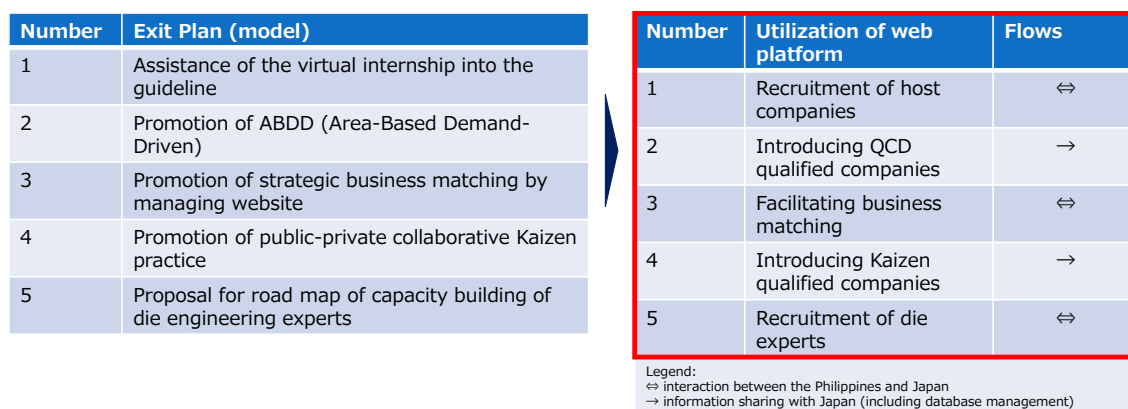 Number Exit Plan (model)
1 Assistance of the virtual internship into the
guideline
2 Promotion of ABDD (Area-Based Demand-
Driven)
3 Promotion of strategic business matching by
managing website
4 Promotion of public-private collaborative Kaizen
practice
5 Proposal for road map of capacity building of
die engineering experts
Number Utilization of web Flows
platform
1 Recruitment of host ⇔
companies
2 Introducing QCD →
qualified companies
3 Facilitating business ⇔
matching
4 Introducing Kaizen →
qualified companies
5 Recruitment of die ⇔
experts
Legend:
⇔ interaction between the Philippines and Japan
→ information sharing with Japan (including database management)